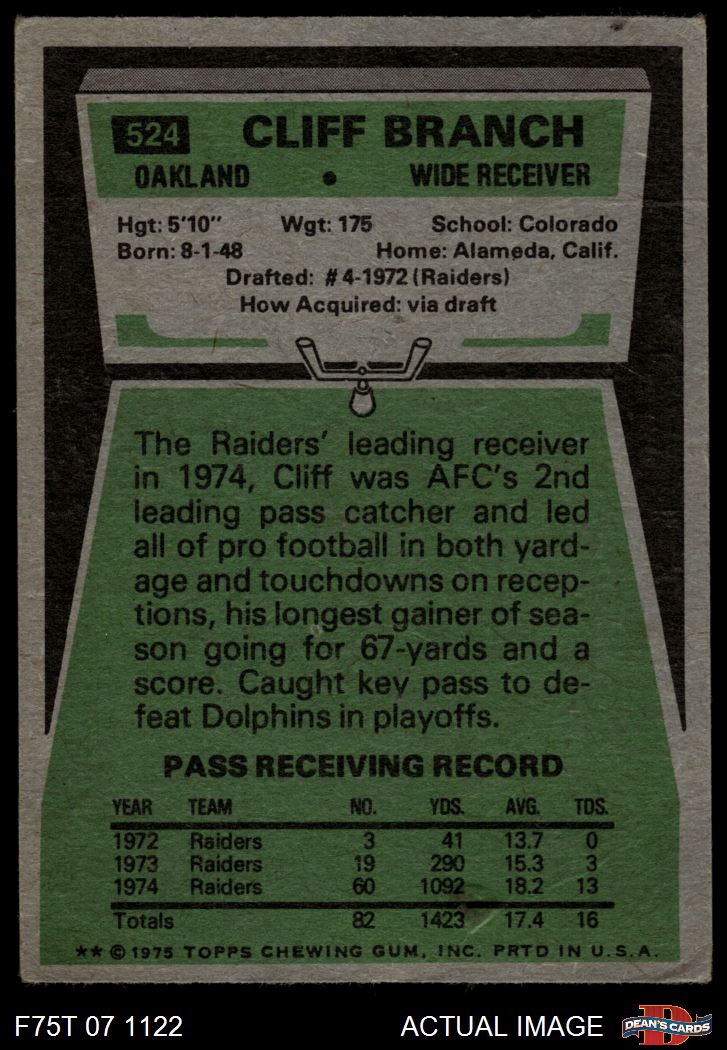 524 CLIFF BRANCH
OAKLAND • WIDE RECEIVER
Hgt: 5'10" Wgt: 175 School: Colorado
Born: 8-1-48 Home: Alameda, Calif.
Drafted: #4-1972 (Raiders)
How Acquired: via draft
The Raiders' leading receiver
in 1974, Cliff was AFC's 2nd
leading pass catcher and led
all of pro football in both yard-
age and touchdowns on recep-
tions, his longest gainer of sea-
son going for 67-yards and a
score. Caught key pass to de-
feat Dolphins in playoffs.
PASS RECEIVING RECORD
YEAR TEAM NO. YDS. AVG. TDS.
1972 Raiders 3 41 13.7 0
1973 Raiders 19 290 15.3 3
1974 Raiders 60 1092 18.2 13
Totals 82 1423 17.4 16
** © 1975 TOPPS CHEWING GUM, INC. PRTD IN U.S.A.
F75T 07 1122 ACTUAL IMAGE D DEAN'S CARDS